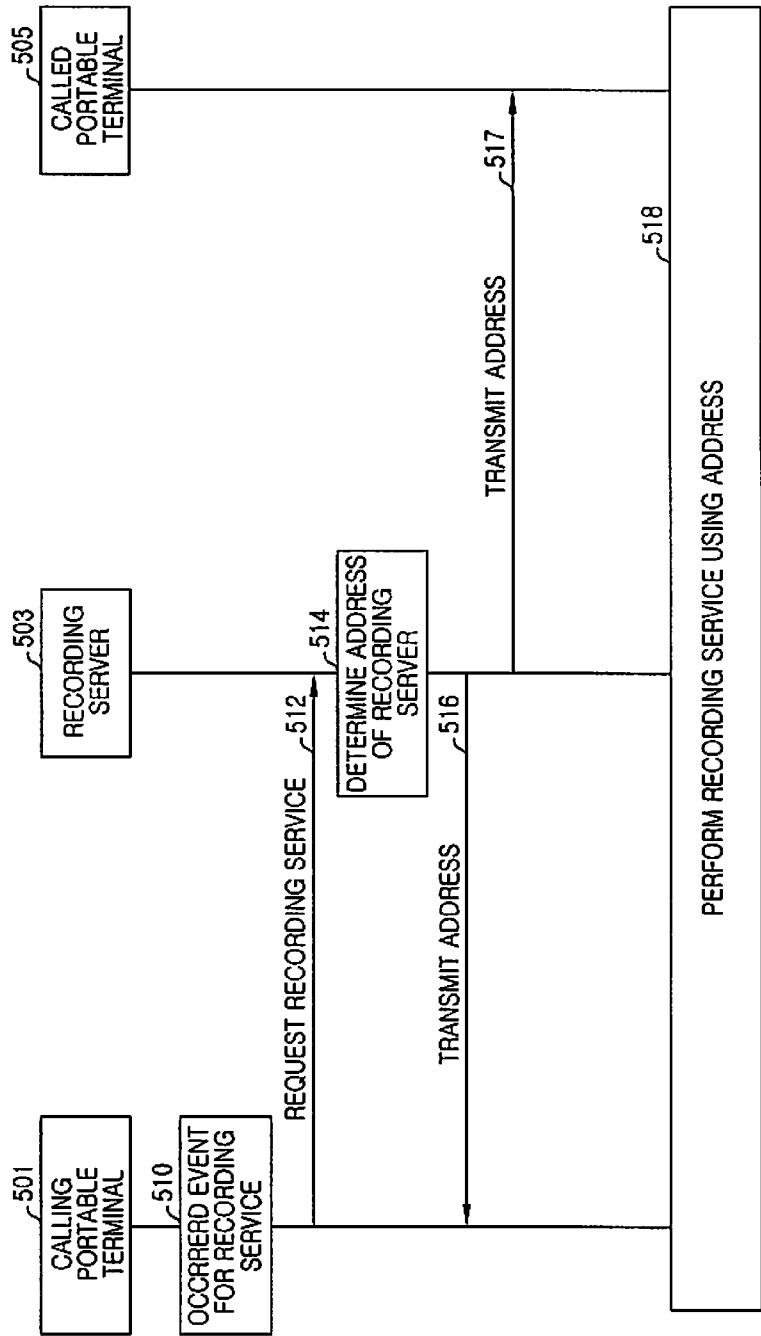 501
CALLING
PORTABLE
TERMINAL
503
RECORDING
SERVER
505
CALLED
PORTABLE
TERMINAL
510
OCCRRERD EVENT
FOR RECORDING
SERVICE
REQUEST RECORDING SERVICE
512
514
DETERMINE ADDRESS
OF RECORDING
SERVER
TRANSMIT ADDRESS
516
TRANSMIT ADDRESS
517
518
PERFORM RECORDING SERVICE USING ADDRESS